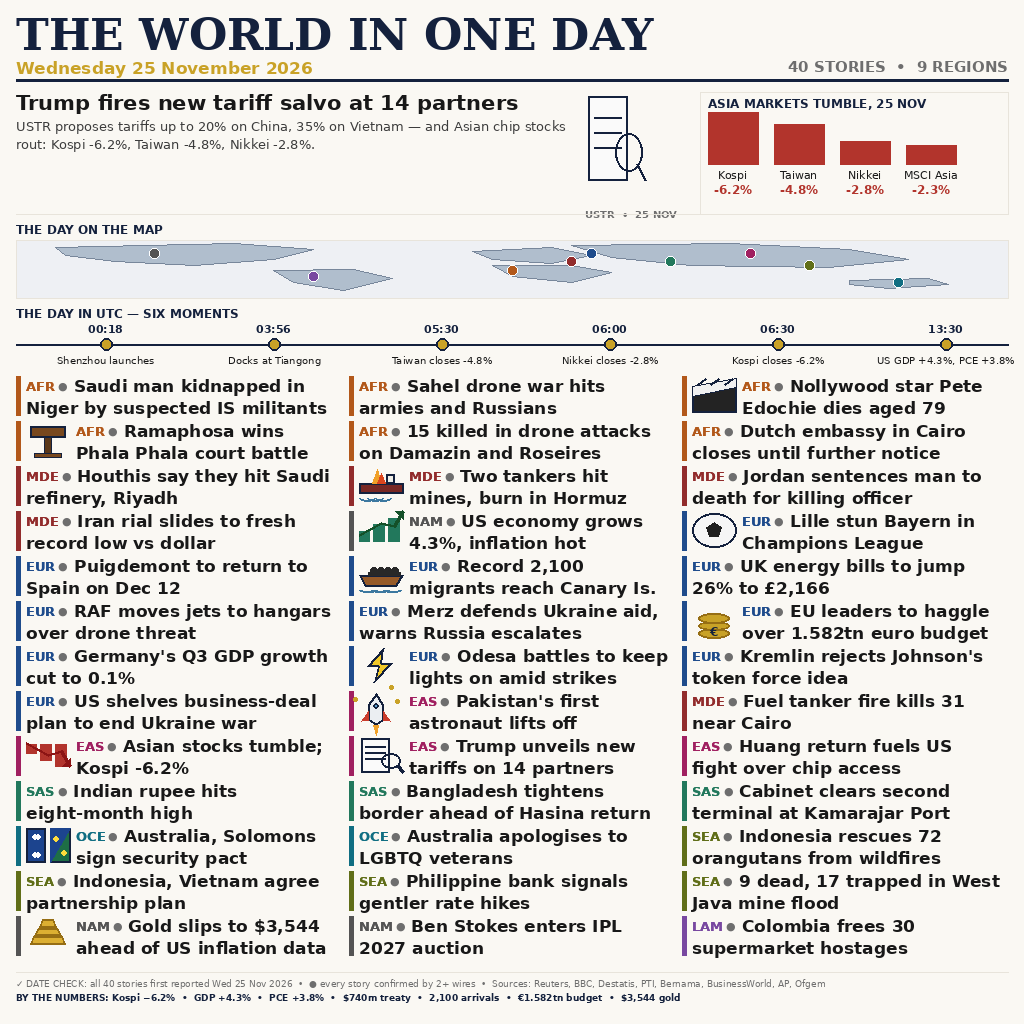 THE WORLD IN ONE DAY
Wednesday 25 November 2026
40 STORIES • 9 REGIONS
Trump fires new tariff salvo at 14 partners
USTR proposes tariffs up to 20% on China, 35% on Vietnam — and Asian chip stocks
rout: Kospi -6.2%, Taiwan -4.8%, Nikkei -2.8%.
USTR • 25 NOV
ASIA MARKETS TUMBLE, 25 NOV
Kospi Taiwan Nikkei MSCI Asia
-6.2% -4.8% -2.8% -2.3%
THE DAY ON THE MAP
THE DAY IN UTC — SIX MOMENTS
00:18 03:56 05:30 06:00 06:30 13:30
Shenzhou launches Docks at Tiangong Taiwan closes -4.8% Nikkei closes -2.8% Kospi closes -6.2% US GDP +4.3%, PCE +3.8%
AFR ● Saudi man kidnapped in
Niger by suspected IS militants
AFR ● Sahel drone war hits
armies and Russians
AFR ● Nollywood star Pete
Edochie dies aged 79
AFR ● Ramaphosa wins
Phala Phala court battle
AFR ● 15 killed in drone attacks
on Damazin and Roseires
AFR ● Dutch embassy in Cairo
closes until further notice
MDE ● Houthis say they hit Saudi
refinery, Riyadh
MDE ● Two tankers hit
mines, burn in Hormuz
MDE ● Jordan sentences man to
death for killing officer
MDE ● Iran rial slides to fresh
record low vs dollar
NAM ● US economy grows
4.3%, inflation hot
EUR ● Lille stun Bayern in
Champions League
EUR ● Puigdemont to return to
Spain on Dec 12
EUR ● Record 2,100
migrants reach Canary Is.
EUR ● UK energy bills to jump
26% to £2,166
EUR ● RAF moves jets to hangars
over drone threat
EUR ● Merz defends Ukraine aid,
warns Russia escalates
EUR ● EU leaders to haggle
over 1.582tn euro budget
EUR ● Germany's Q3 GDP growth
cut to 0.1%
EUR ● Odesa battles to keep
lights on amid strikes
EUR ● Kremlin rejects Johnson's
token force idea
EUR ● US shelves business-deal
plan to end Ukraine war
EAS ● Pakistan's first
astronaut lifts off
MDE ● Fuel tanker fire kills 31
near Cairo
EAS ● Asian stocks tumble;
Kospi -6.2%
EAS ● Trump unveils new
tariffs on 14 partners
EAS ● Huang return fuels US
fight over chip access
SAS ● Indian rupee hits
eight-month high
SAS ● Bangladesh tightens
border ahead of Hasina return
SAS ● Cabinet clears second
terminal at Kamarajar Port
OCE ● Australia, Solomons
sign security pact
OCE ● Australia apologises to
LGBTQ veterans
SEA ● Indonesia rescues 72
orangutans from wildfires
SEA ● Indonesia, Vietnam agree
partnership plan
SEA ● Philippine bank signals
gentler rate hikes
SEA ● 9 dead, 17 trapped in West
Java mine flood
NAM ● Gold slips to $3,544
ahead of US inflation data
NAM ● Ben Stokes enters IPL
2027 auction
LAM ● Colombia frees 30
supermarket hostages
✓ DATE CHECK: all 40 stories first reported Wed 25 Nov 2026 • ● every story confirmed by 2+ wires • Sources: Reuters, BBC, Destatis, PTI, Bernama, BusinessWorld, AP, Ofgem
BY THE NUMBERS: Kospi −6.2% • GDP +4.3% • PCE +3.8% • $740m treaty • 2,100 arrivals • €1.582tn budget • $3,544 gold